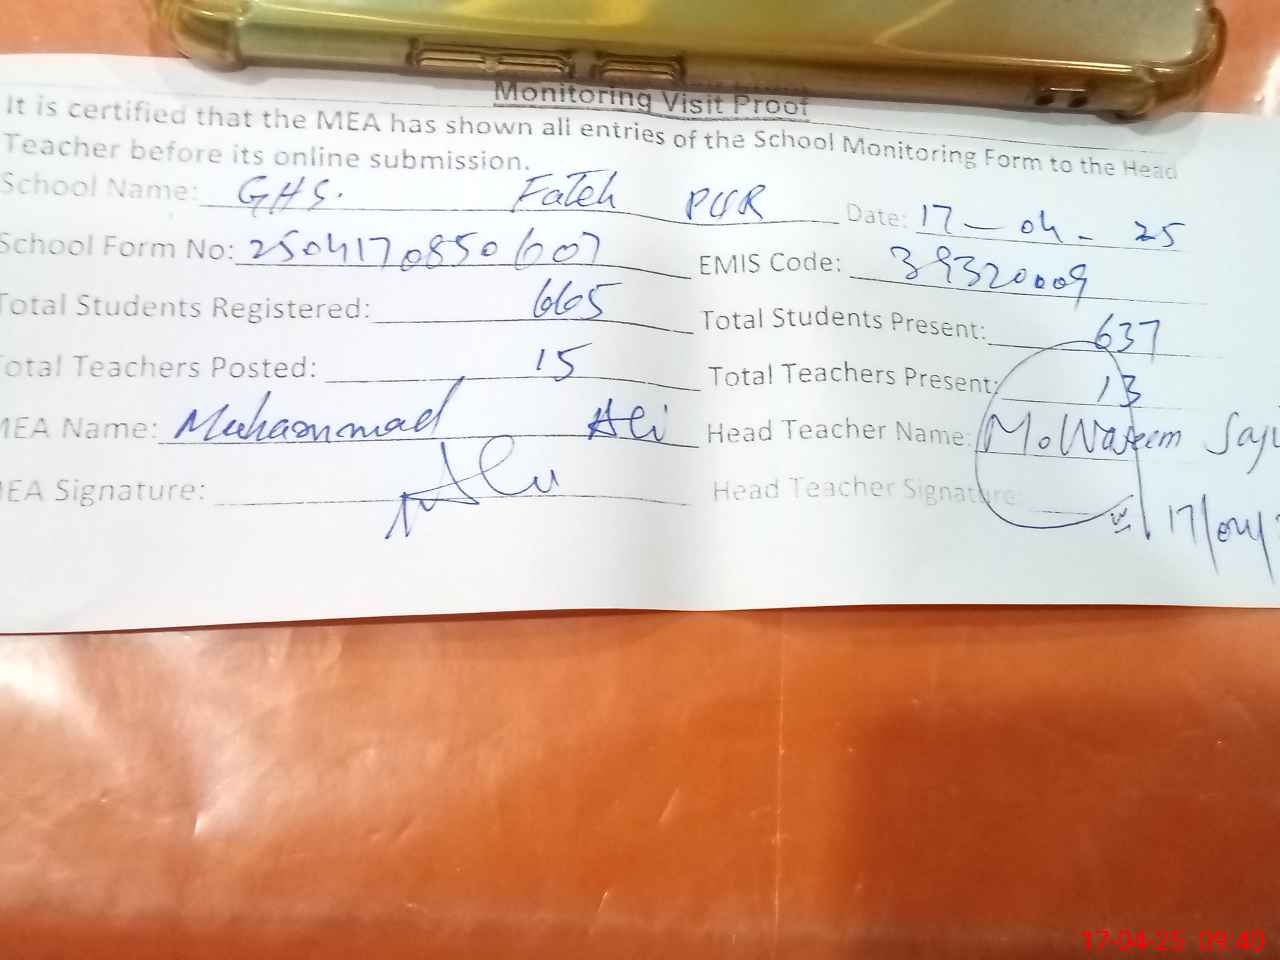 Monitoring Visit Proof
It is certified that the MEA has shown all entries of the School Monitoring Form to the Head
Teacher before its online submission.
School Name: GHS. Fateh PUR Date: 17-04-25
School Form No: 2504170850607 EMIS Code: 39320009
Total Students Registered: 665 Total Students Present: 637
Total Teachers Posted: 15 Total Teachers Present: 13
MEA Name: Muhammad Ali Head Teacher Name: M. Waseem
MEA Signature: Ali Head Teacher Signature:
17/04/
17-04-25 09:40